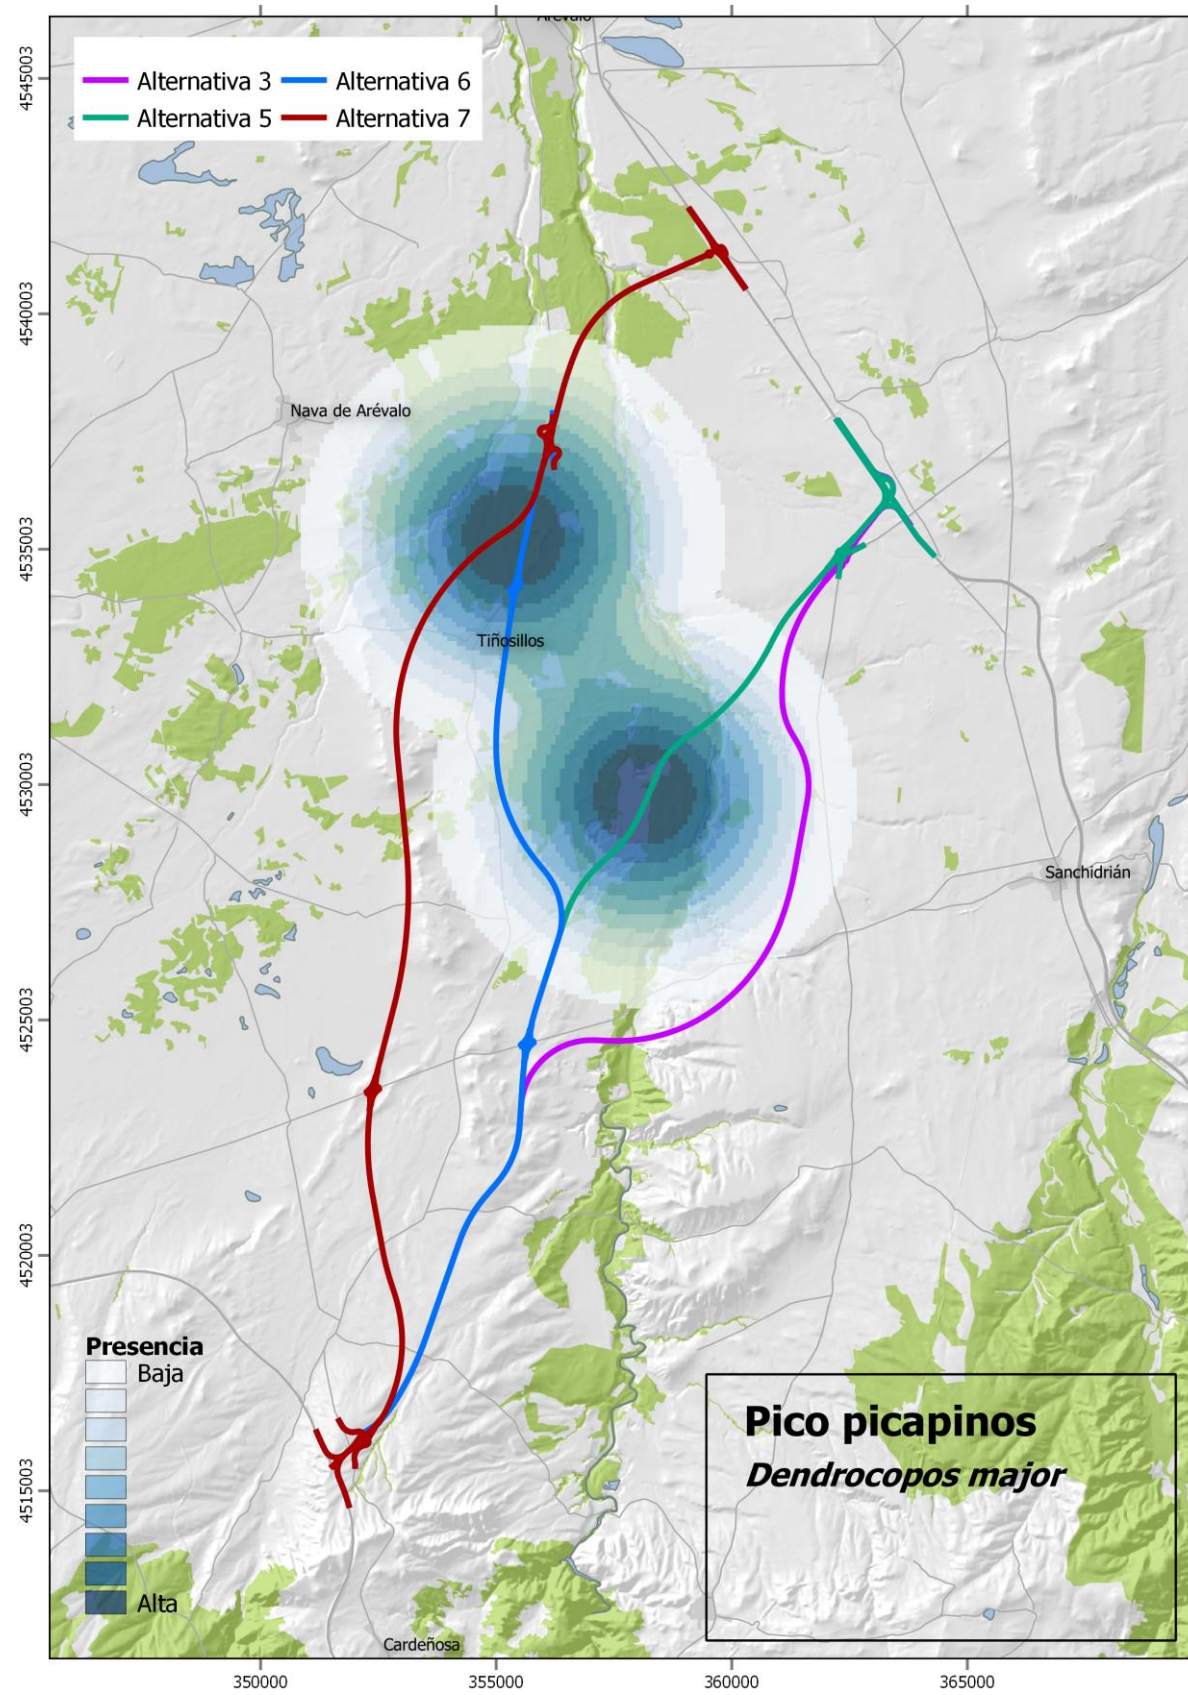 Arévalo
Alternativa 3 Alternativa 6
Alternativa 5 Alternativa 7
4545003
4540003
4535003
4530003
4525003
4520003
4515003
Nava de Arévalo
Tiñosillos
Sanchidrián
Presencia
Baja
Alta
Pico picapinos
Dendrocopos major
Cardeñosa
350000 355000 360000 365000